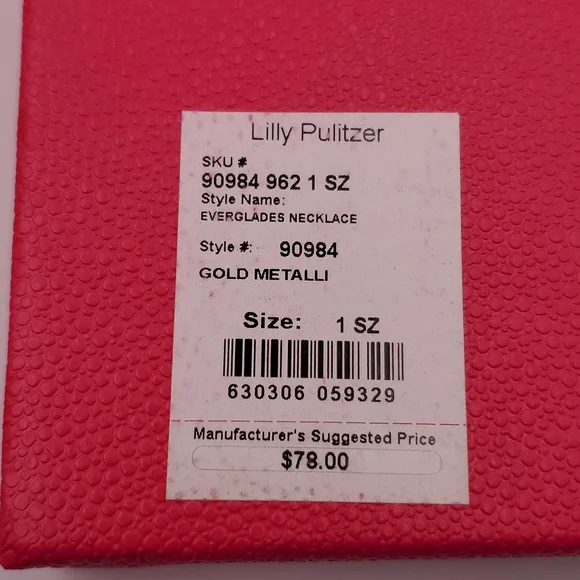 Lilly Pulitzer
SKU #
90984 962 1 SZ
Style Name:
EVERGLADES NECKLACE
Style #: 90984
GOLD METALLI
Size: 1 SZ
630306 059329
Manufacturer's Suggested Price
$78.00